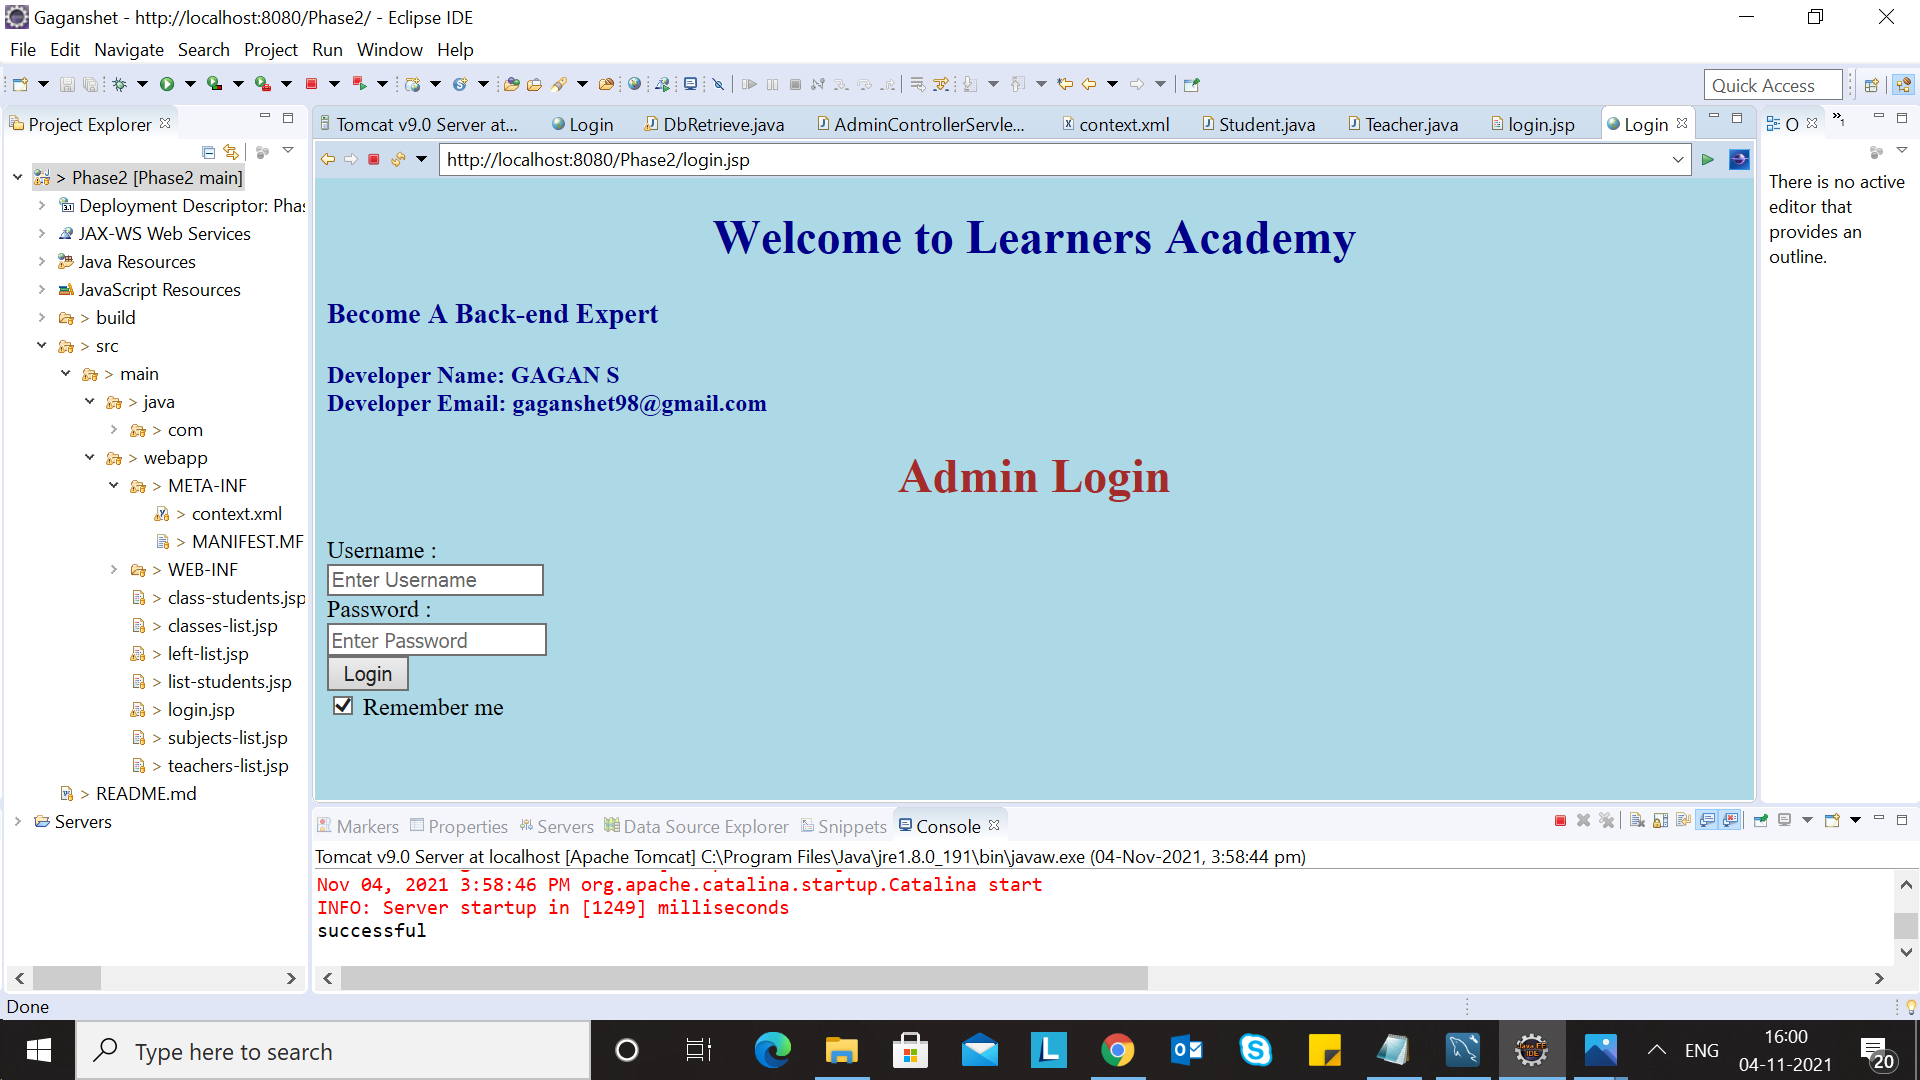 Gaganshet - http://localhost:8080/Phase2/ - Eclipse IDE
File Edit Navigate Search Project Run Window Help
Quick Access
Project Explorer
Tomcat v9.0 Server at...
Login
DbRetrieve.java
AdminControllerServle...
context.xml
Student.java
Teacher.java
login.jsp
Login
O
http://localhost:8080/Phase2/login.jsp
> Phase2 [Phase2 main]
Deployment Descriptor: Pha
JAX-WS Web Services
Java Resources
JavaScript Resources
> build
> src
> main
> java
> com
> webapp
> META-INF
> context.xml
> MANIFEST.MF
> WEB-INF
> class-students.jsp
> classes-list.jsp
> left-list.jsp
> list-students.jsp
> login.jsp
> subjects-list.jsp
> teachers-list.jsp
> README.md
Servers
Welcome to Learners Academy
Become A Back-end Expert
Developer Name: GAGAN S
Developer Email: gaganshet98@gmail.com
Admin Login
Username :
Enter Username
Password :
Enter Password
Login
Remember me
There is no active
editor that
provides an
outline.
Markers Properties Servers Data Source Explorer Snippets Console
Tomcat v9.0 Server at localhost [Apache Tomcat] C:\Program Files\Java\jre1.8.0_191\bin\javaw.exe (04-Nov-2021, 3:58:44 pm)
Nov 04, 2021 3:58:46 PM org.apache.catalina.startup.Catalina start
INFO: Server startup in [1249] milliseconds
successful
Done
Type here to search
ENG
16:00
04-11-2021
20